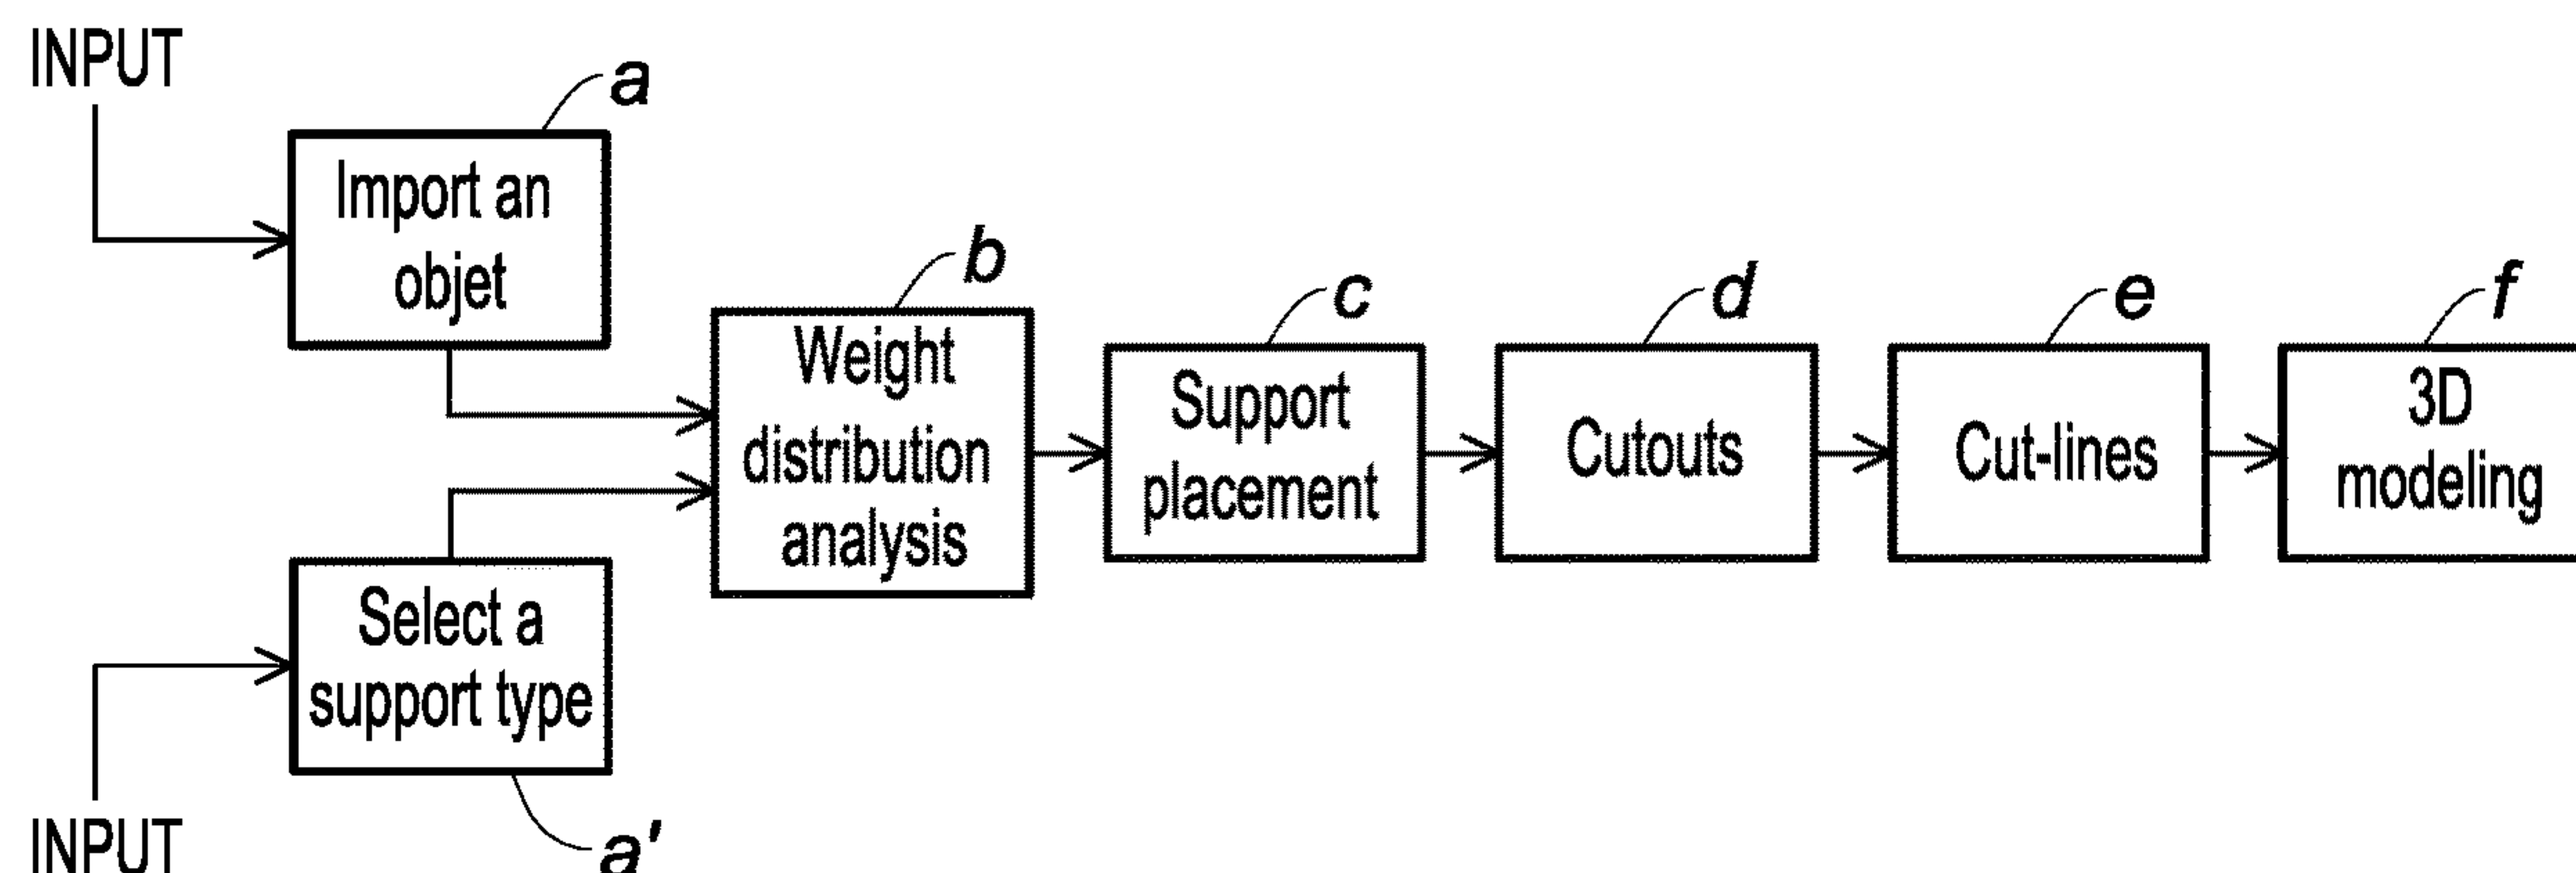 INPUT
a
Import an
objet
b
Weight
distribution
analysis
c
Support
placement
d
Cutouts
e
Cut-lines
f
3D
modeling
Select a
support type
INPUT
a'